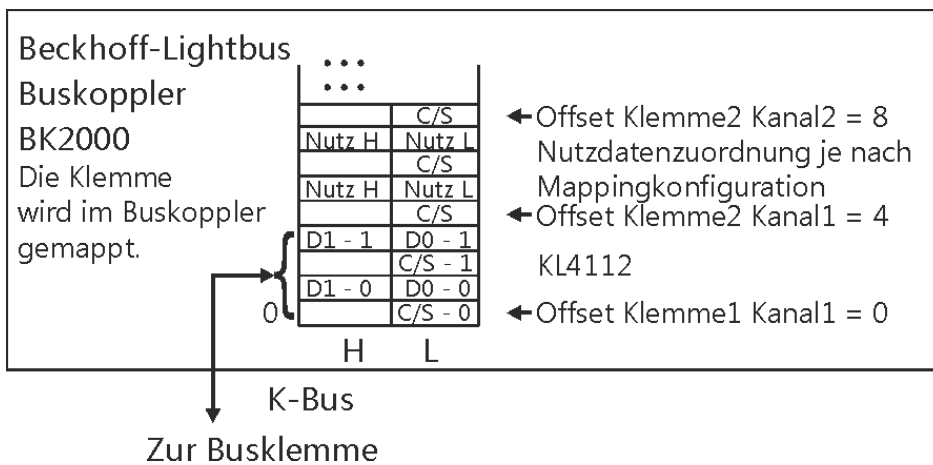 Beckhoff-Lightbus
Buskoppler
BK2000
Die Klemme
wird im Buskoppler
gemappt.
•••
•••
C/S
Nutz H Nutz L
C/S
Nutz H Nutz L
C/S
D1 - 1 D0 - 1
C/S - 1
D1 - 0 D0 - 0
0 C/S - 0
H L
Offset Klemme2 Kanal2 = 8
Nutzdatenzuordnung je nach
Mappingkonfiguration
Offset Klemme2 Kanal1 = 4
KL4112
Offset Klemme1 Kanal1 = 0
K-Bus
Zur Busklemme